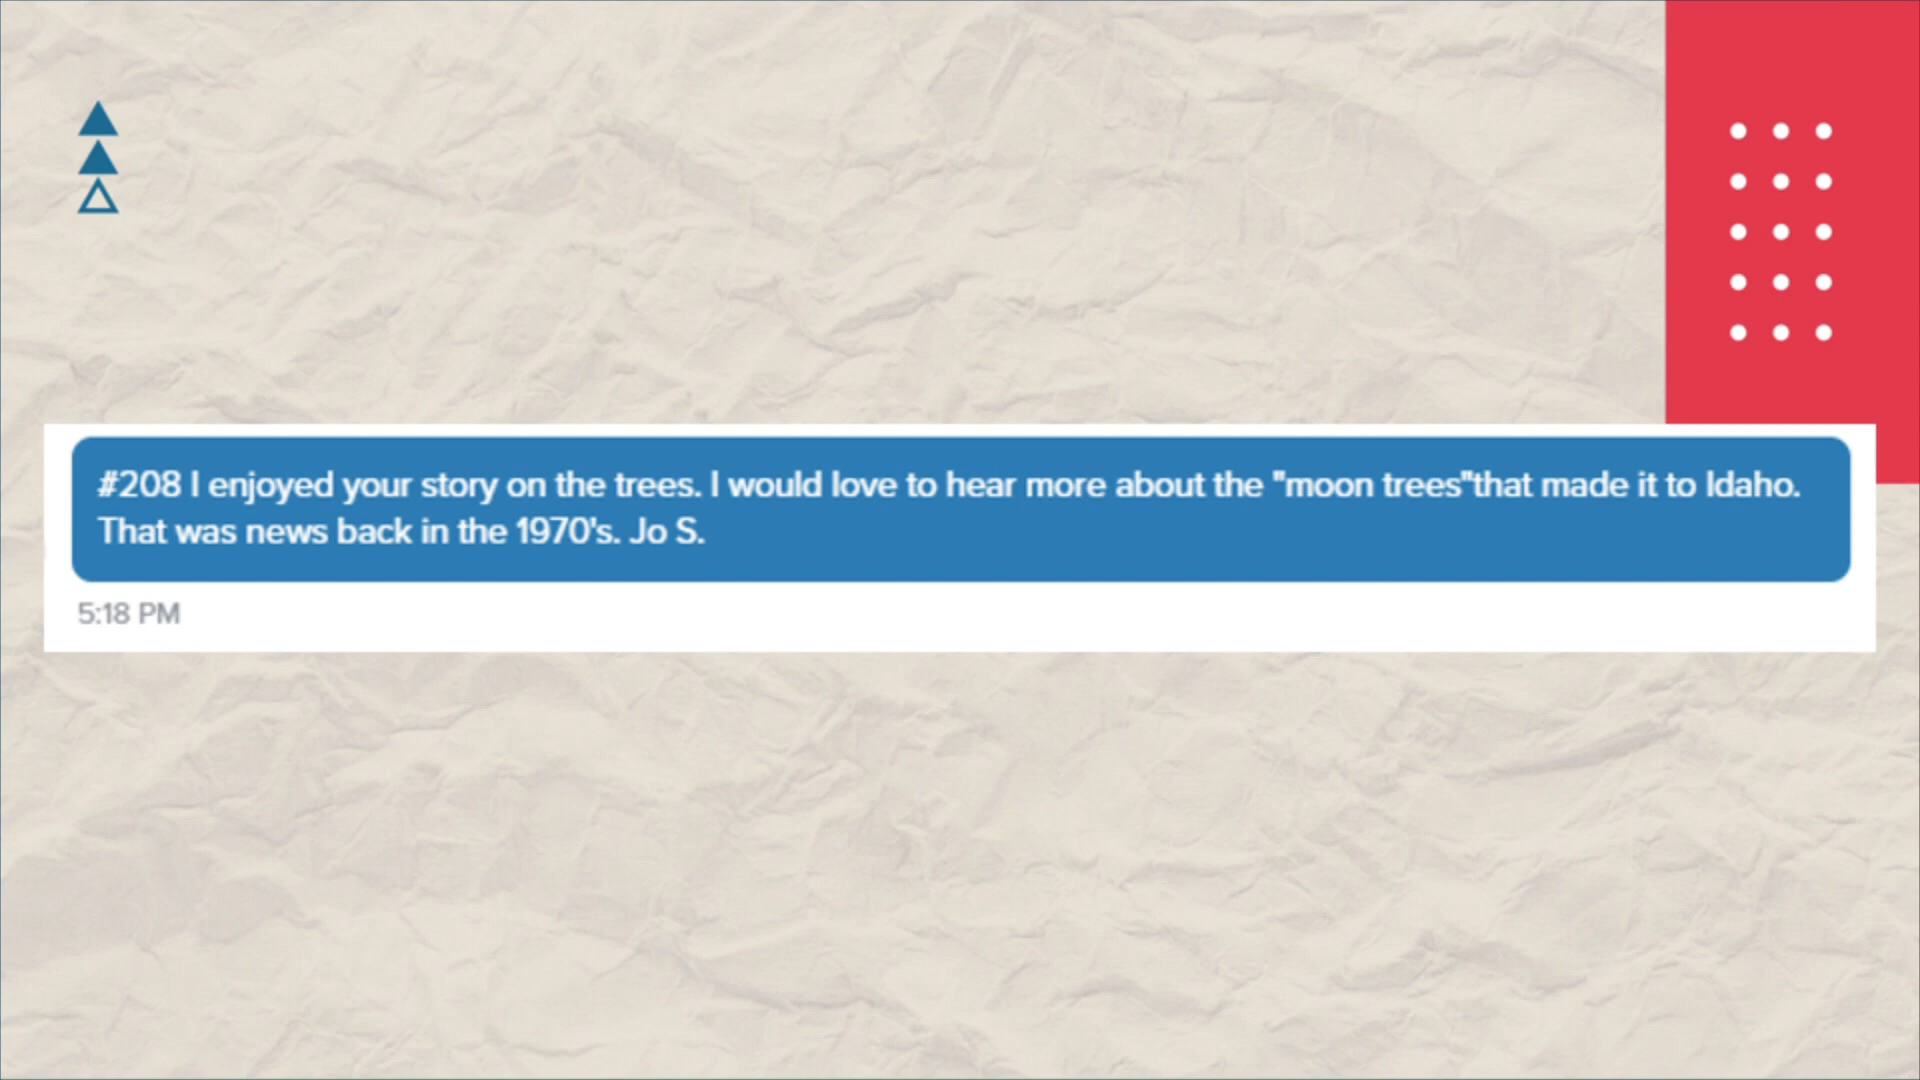 #208 I enjoyed your story on the trees. I would love to hear more about the "moon trees"that made it to Idaho.
That was news back in the 1970's. Jo S.
5:18 PM